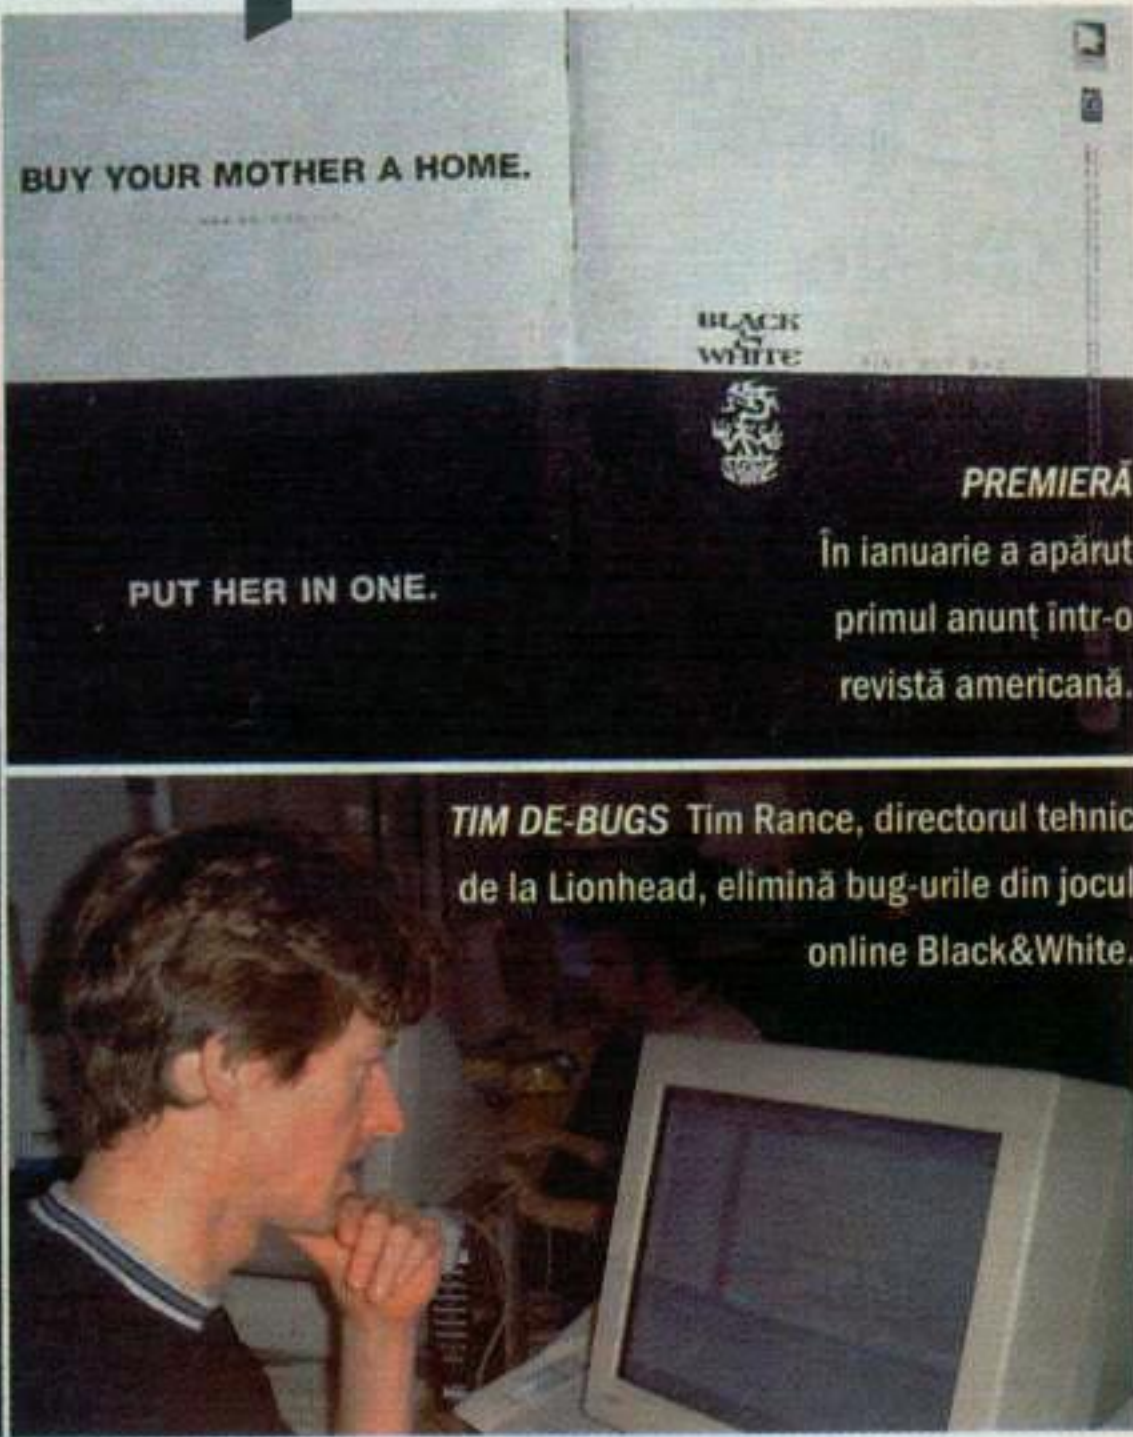 BUY YOUR MOTHER A HOME.
BLACK
&
WHITE
PUT HER IN ONE.
PREMIERĂ
În ianuarie a apărut
primul anunț într-o
revistă americană.
TIM DE-BUGS Tim Rance, directorul tehnic
de la Lionhead, elimină bug-urile din jocul
online Black&White.